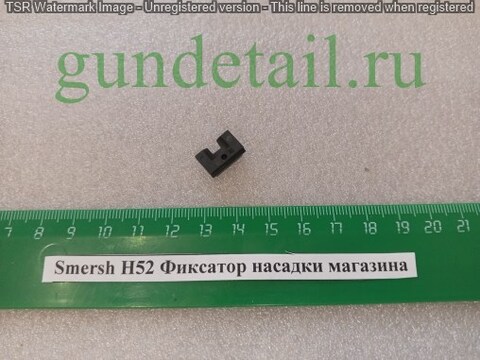 TSR Watermark Image - Unregistered version - This line is removed when registered
gundetail.ru
7 8 9 10 11 12 13 14 15 16 17 18 19 20 21
Smersh H52 Фиксатор насадки магазина